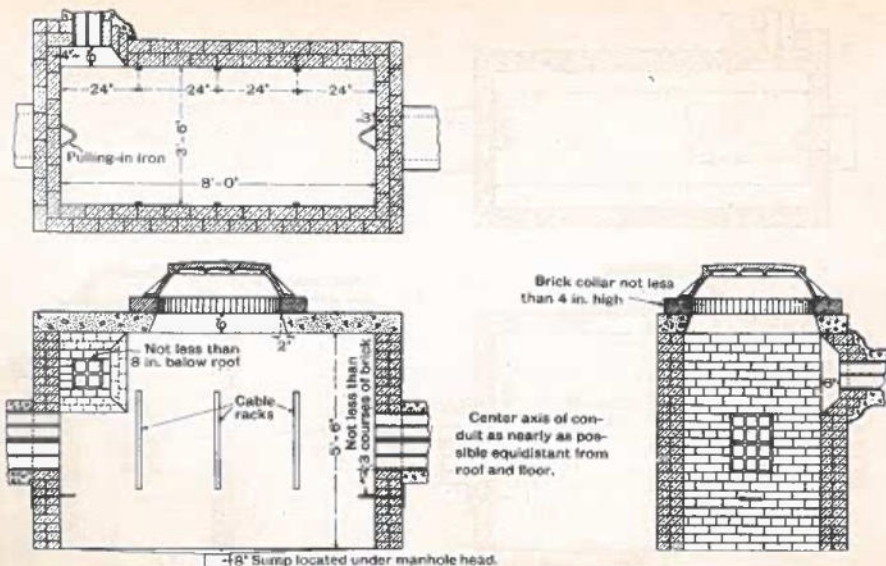 4"
6"
24"
24"
24"
24"
3"
Pulling-in Iron
3'-6"
8'-0"
6"
2"
Not less than
8 in. below roof
Cable
racks
5'-6"
Not less than
3 courses of brick
8" Sump located under manhole head.
Brick collar not less
than 4 in. high
6"
Center axis of con-
duit as nearly as pos-
sible equidistant from
roof and floor.